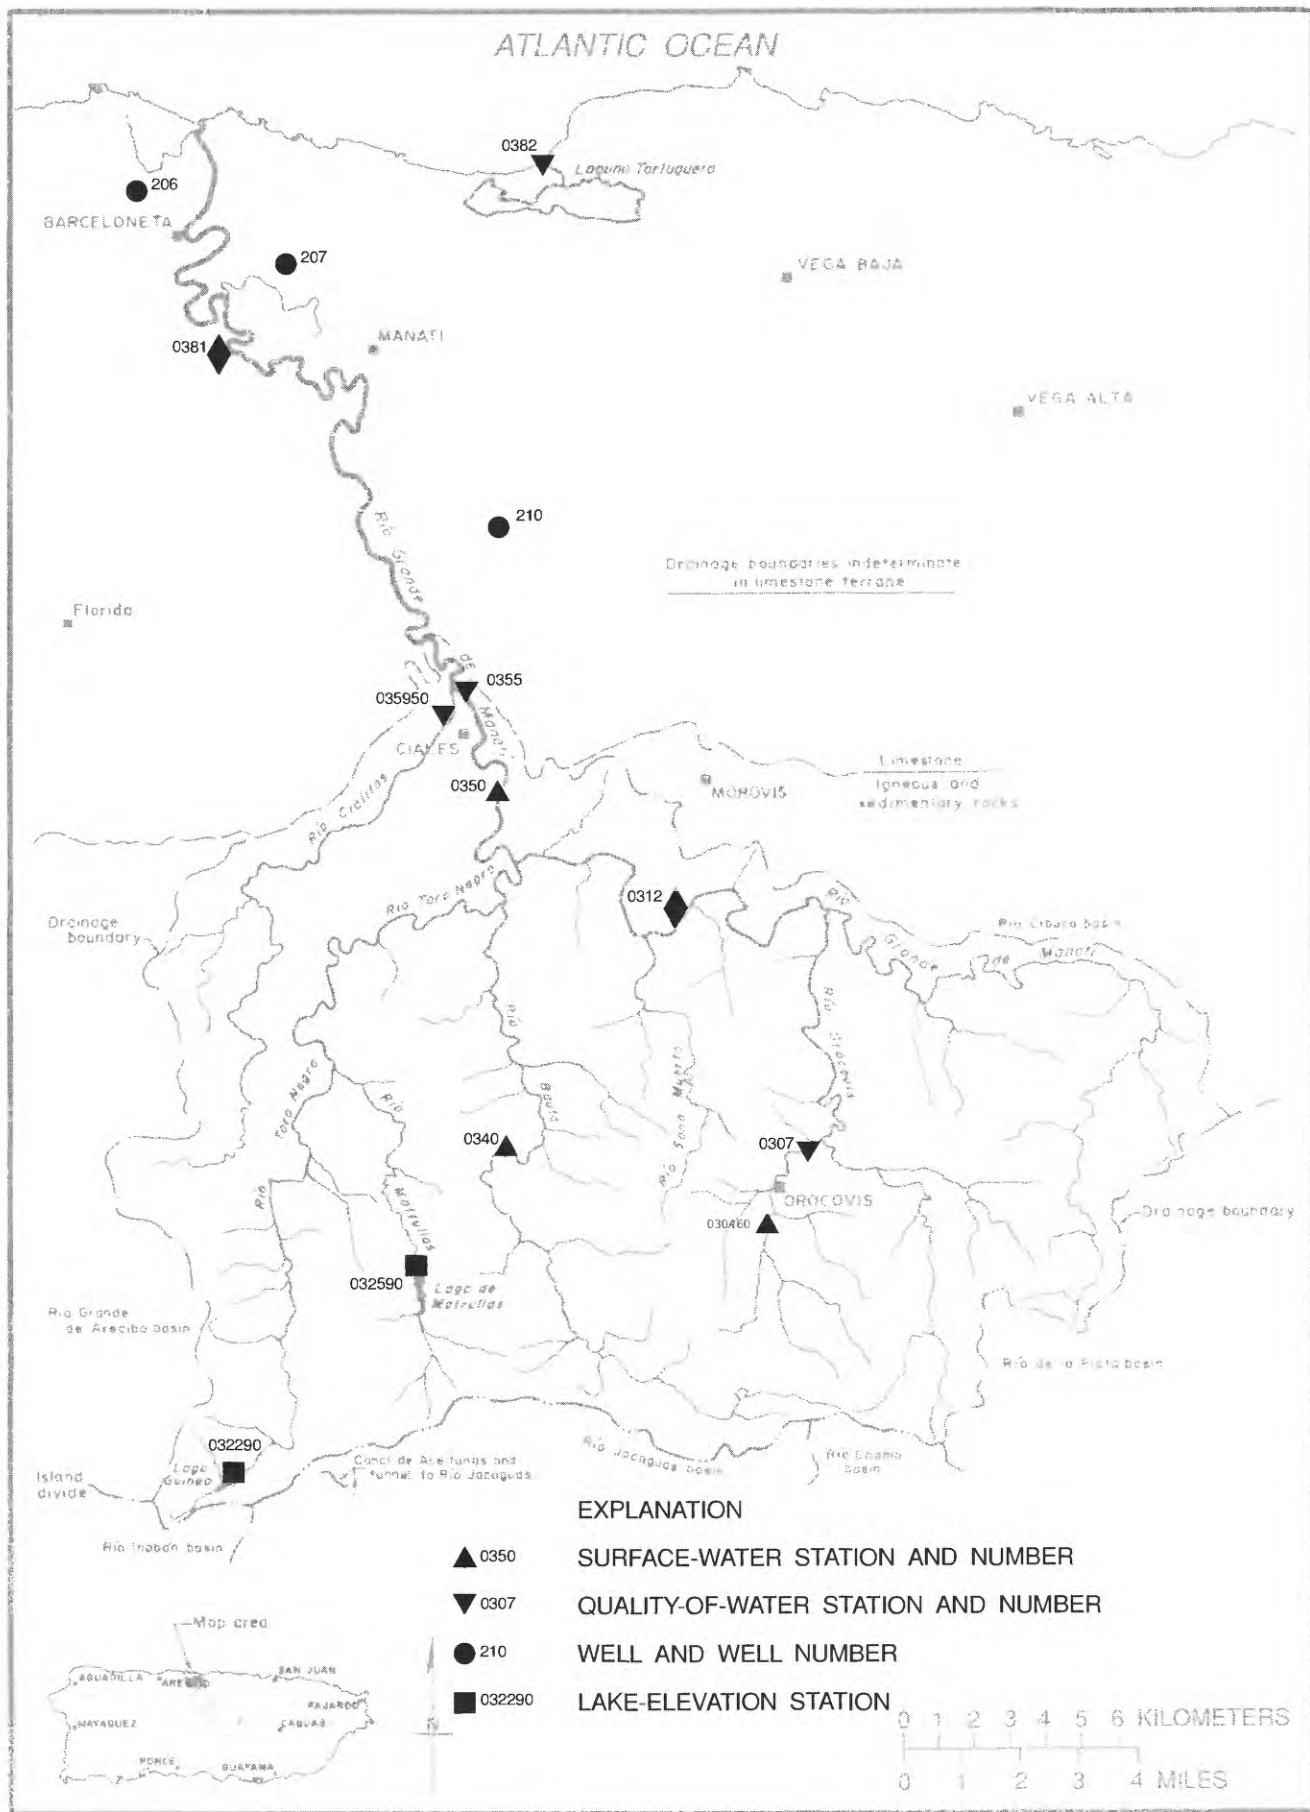 ATLANTIC OCEAN
0382
Laguna Tortuguero
206
BARCELONETA
207
VEGA BAJA
0381
MANATI
VEGA ALTA
210
Río Grande
de
Manatí
Drainage boundaries indeterminate
in limestone terrane
Florida
0355
035950
CIALES
Limestone
Igneous and
sedimentary rocks
0350
MOROVIS
Río Cialitos
Río Toro Negro
0312
Río
Grande
de
Manatí
Río Cibuco basin
Drainage
boundary
Río
Bauta
Río Orocovis
Río Sana Muerto
Toro Negro
Río
Río
Matrullas
0340
0307
OROCOVIS
030460
Drainage boundary
032590
Lago de
Matrullas
Río Grande
de Arecibo basin
Río de la Plata basin
032290
Lago
Guineo
Canal de Aceitunas and
tunnel to Río Jacaguas
Río Jacaguas basin
Río Coamo
basin
Island
divide
Río Inabón basin
EXPLANATION
0350 SURFACE-WATER STATION AND NUMBER
0307 QUALITY-OF-WATER STATION AND NUMBER
210 WELL AND WELL NUMBER
032290 LAKE-ELEVATION STATION
Map area
AGUADILLA
ARECIBO
SAN JUAN
FAJARDO
MAYAGUEZ
CAGUAS
PONCE
GUAYAMA
N
0 1 2 3 4 5 6 KILOMETERS
0 1 2 3 4 MILES